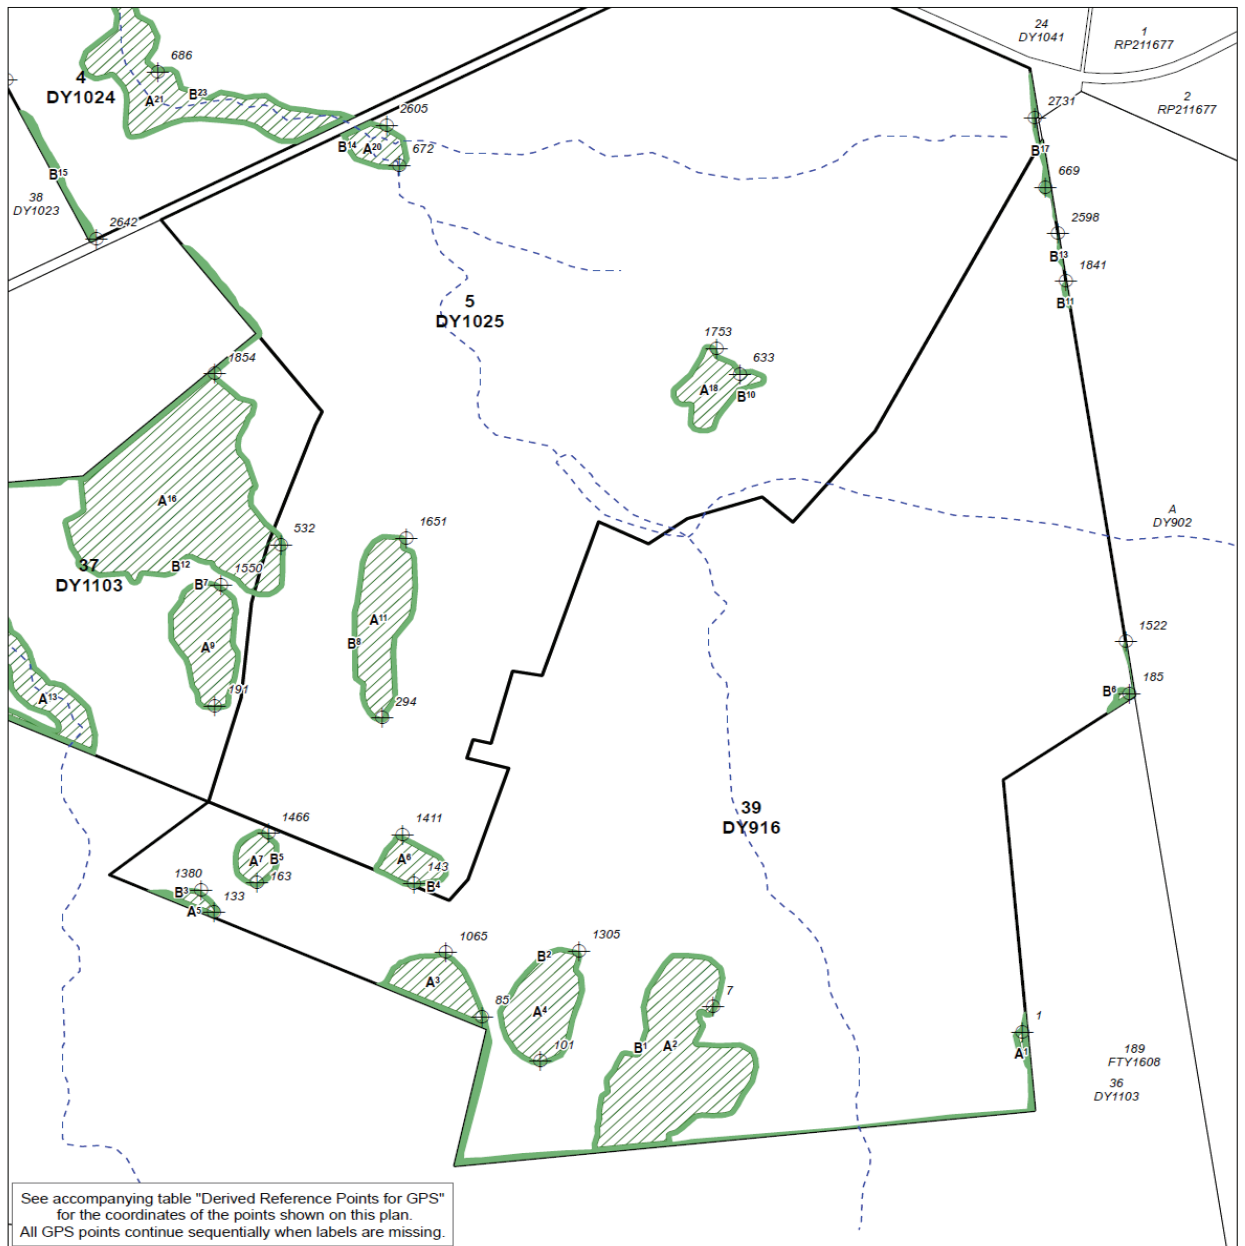 24
DY1041
1
RP211677
686
4
DY1024
B23
A21
2605
2731
2
RP211677
B14
A20
672
B17
B15
669
38
DY1023
2642
2598
B13
1841
B11
5
DY1025
1753
1854
633
A18
B10
A16
A
DY902
1651
532
37
DY1103
B12
1550
B7
A11
B8
A9
1522
191
185
B6
A13
294
39
DY916
1466
1411
A7
B5
A6
143
B4
1380
163
B3
133
A5
1065
B2
1305
A3
85
7
A4
1
101
B1
A2
A1
189
FTY1608
36
DY1103
See accompanying table "Derived Reference Points for GPS"
for the coordinates of the points shown on this plan.
All GPS points continue sequentially when labels are missing.